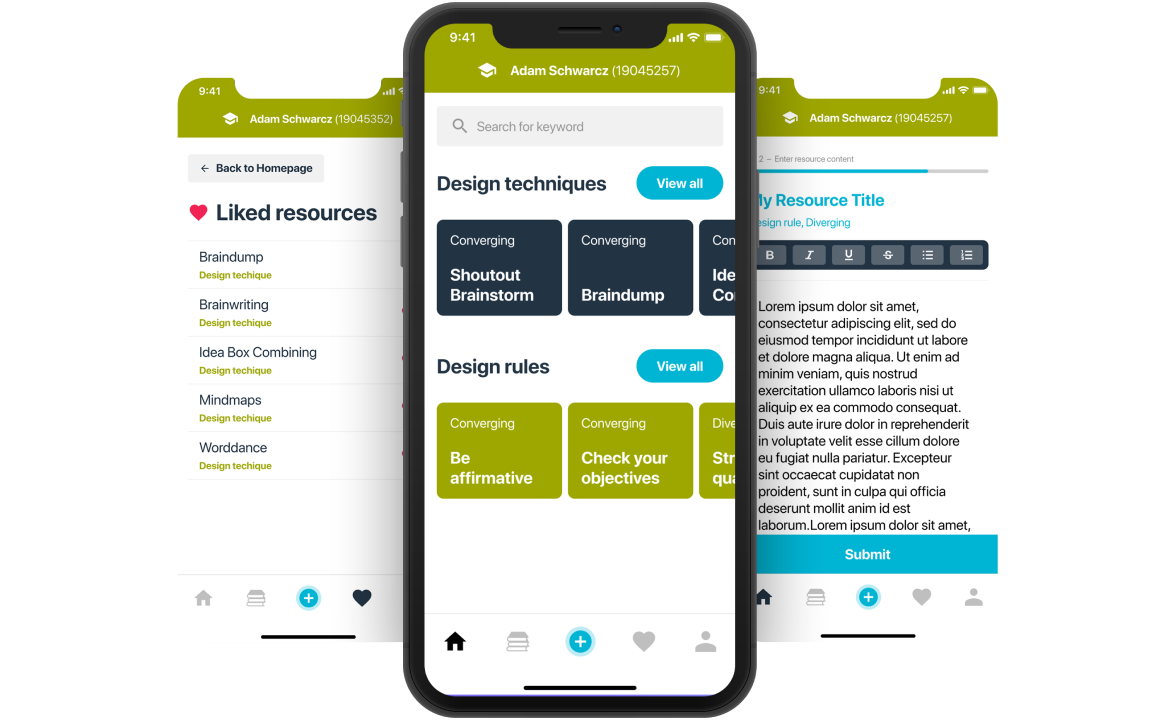 9:41
Adam Schwarcz (19045352)
Back to Homepage
Liked resources
Braindump
Design techique
Brainwriting
Design techique
Idea Box Combining
Design techique
Mindmaps
Design techique
Worddance
Design techique
9:41
Adam Schwarcz (19045257)
Search for keyword
Design techniques
View all
Converging
Shoutout
Brainstorm
Converging
Braindump
Con
Ide
Co
Design rules
View all
Converging
Be
affirmative
Converging
Check your
objectives
Dive
Str
qua
9:41
Adam Schwarcz (19045257)
2 – Enter resource content
My Resource Title
esign rule, Diverging
B I U S
Lorem ipsum dolor sit amet,
consectetur adipiscing elit, sed do
eiusmod tempor incididunt ut labore
et dolore magna aliqua. Ut enim ad
minim veniam, quis nostrud
exercitation ullamco laboris nisi ut
aliquip ex ea commodo consequat.
Duis aute irure dolor in reprehenderit
in voluptate velit esse cillum dolore
eu fugiat nulla pariatur. Excepteur
sint occaecat cupidatat non
proident, sunt in culpa qui officia
deserunt mollit anim id est
laborum.Lorem ipsum dolor sit amet,
Submit